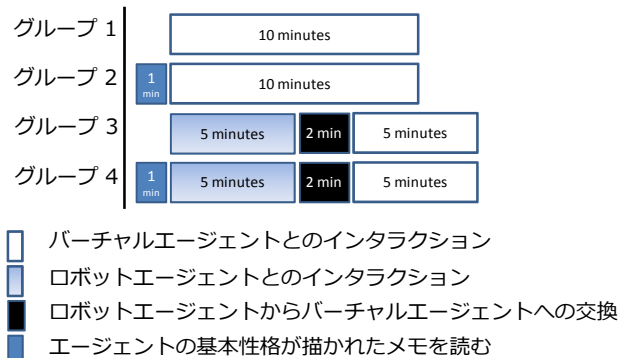 グループ 1
10 minutes
グループ 2
1 min
10 minutes
グループ 3
5 minutes
2 min
5 minutes
グループ 4
1 min
5 minutes
2 min
5 minutes
バーチャルエージェントとのインタラクション
ロボットエージェントとのインタラクション
ロボットエージェントからバーチャルエージェントへの交換
エージェントの基本性格が描かれたメモを読む